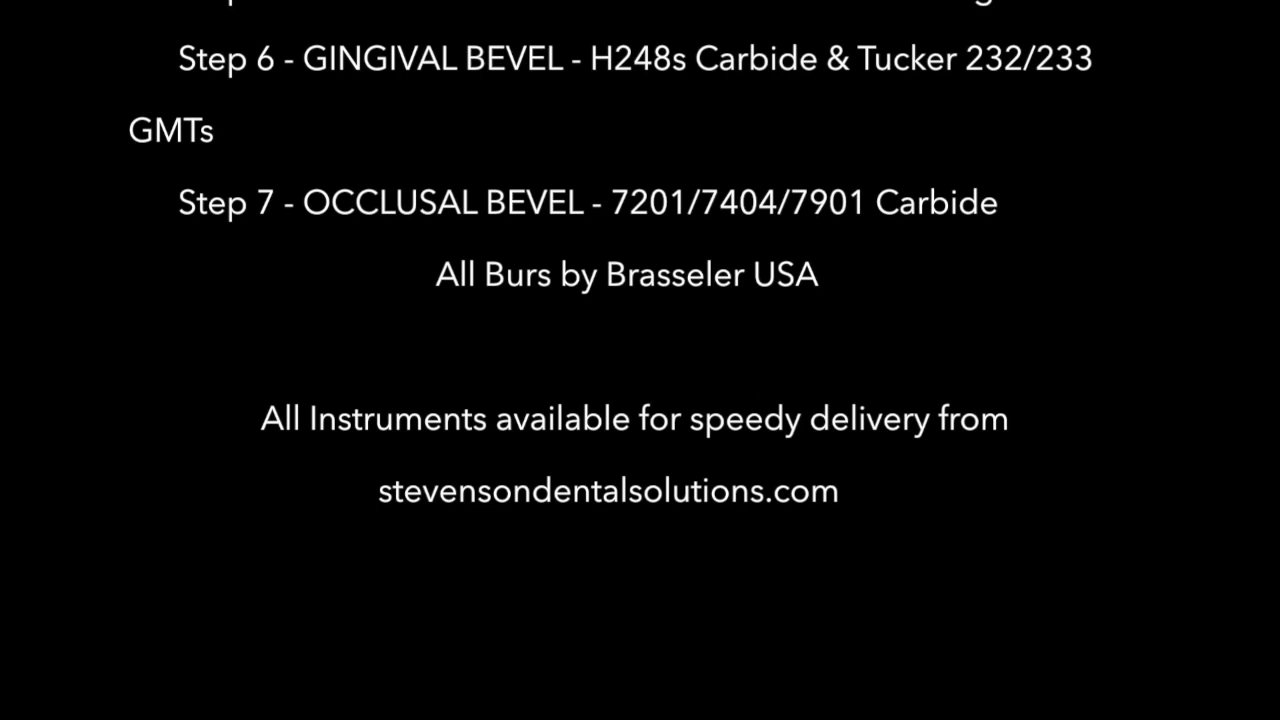 Step 6 - GINGIVAL BEVEL - H248s Carbide & Tucker 232/233
GMTs
Step 7 - OCCLUSAL BEVEL - 7201/7404/7901 Carbide
All Burs by Brasseler USA
All Instruments available for speedy delivery from
stevensondentalsolutions.com